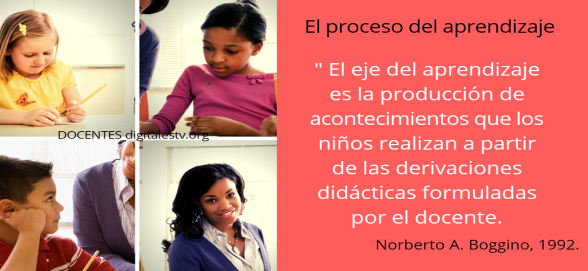 El proceso del aprendizaje
" El eje del aprendizaje
es la producción de
acontecimientos que los
niños realizan a partir
de las derivaciones
didácticas formuladas
por el docente.
Norberto A. Boggino, 1992.
DOCENTES digitalestv.org